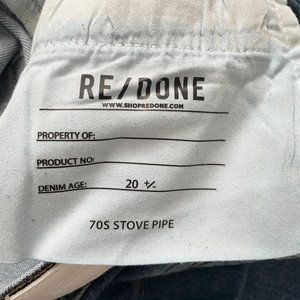 RE/DONE
WWW.SHOPREDONE.COM
PROPERTY OF:
PRODUCT NO:
DENIM AGE: 20 +/-
70S STOVE PIPE